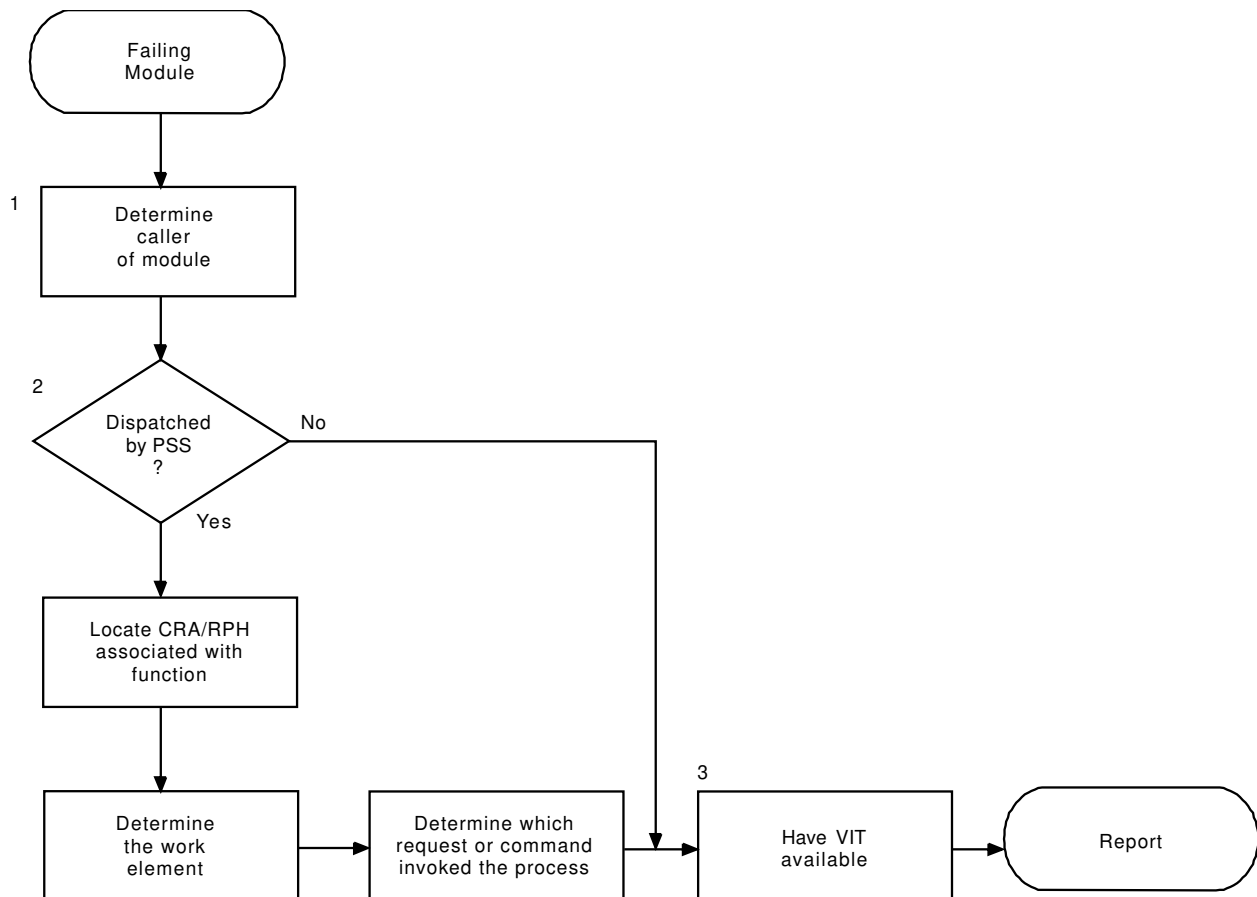 Failing
Module
1
Determine
caller
of module
2
Dispatched
by PSS
?
No
Yes
Locate CRA/RPH
associated with
function
Determine
the work
element
Determine which
request or command
invoked the process
3
Have VIT
available
Report